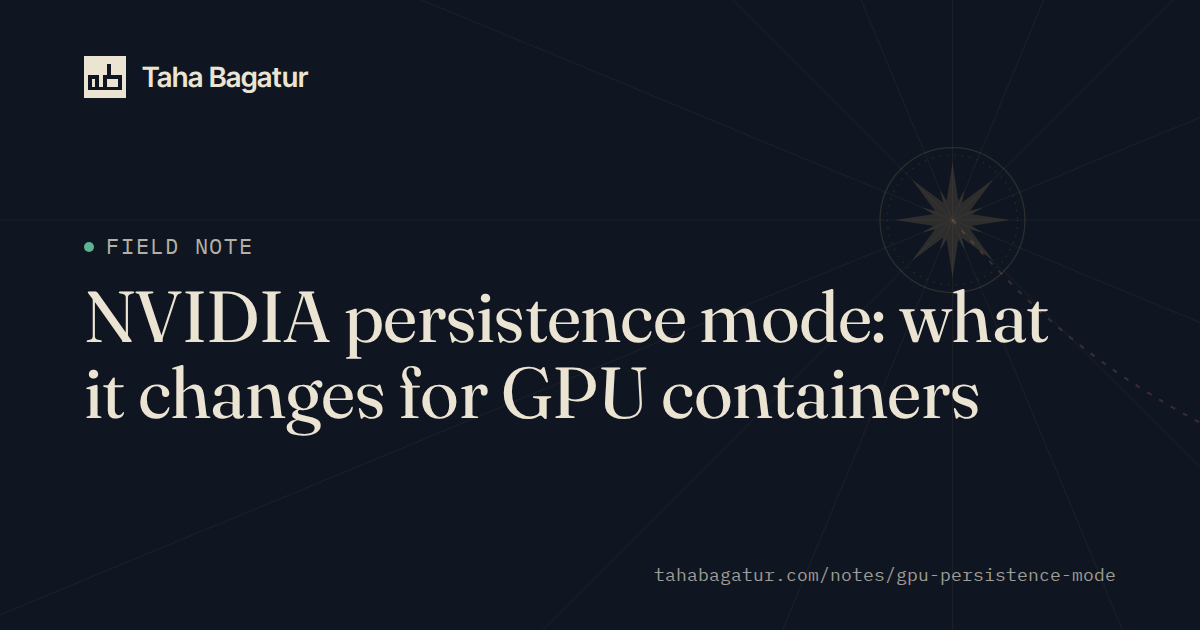 Taha Bagatur
FIELD NOTE
NVIDIA persistence mode: what
it changes for GPU containers
tahabagatur.com/notes/gpu-persistence-mode